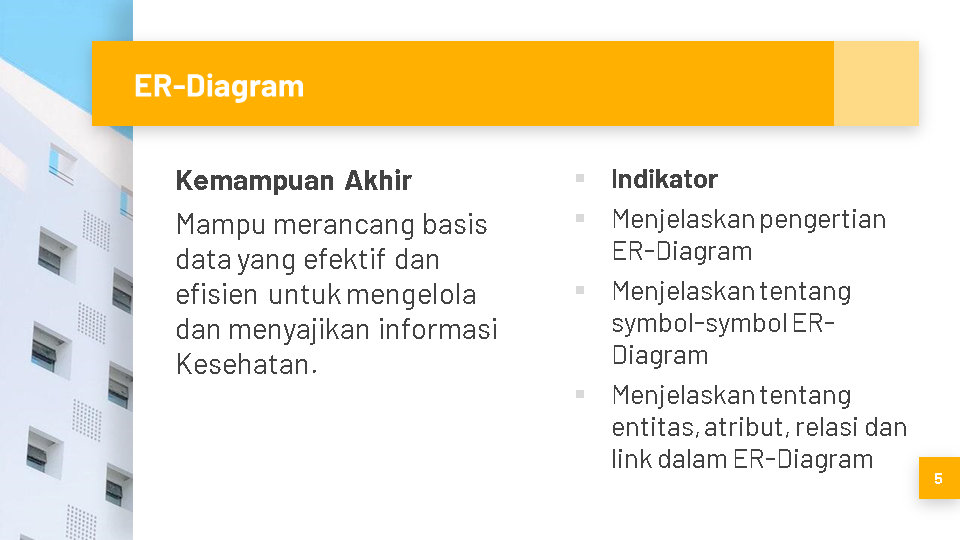 ER-Diagram
Kemampuan Akhir
Mampu merancang basis
data yang efektif dan
efisien untuk mengelola
dan menyajikan informasi
Kesehatan.
Indikator
Menjelaskan pengertian
ER-Diagram
Menjelaskan tentang
symbol-symbol ER-
Diagram
Menjelaskan tentang
entitas, atribut, relasi dan
link dalam ER-Diagram
5